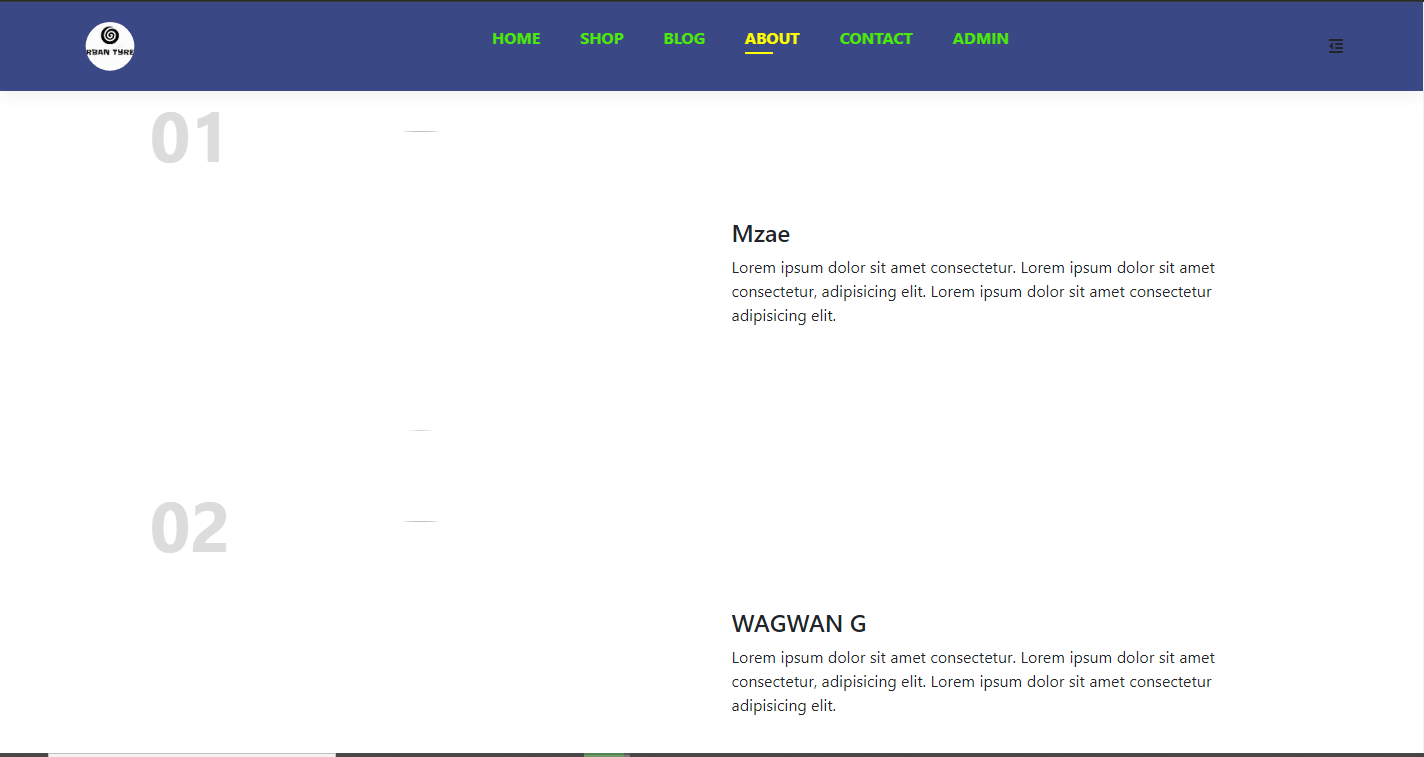 RBAN TYRE
HOME SHOP BLOG ABOUT CONTACT ADMIN
01
Mzae
Lorem ipsum dolor sit amet consectetur. Lorem ipsum dolor sit amet
consectetur, adipisicing elit. Lorem ipsum dolor sit amet consectetur
adipisicing elit.
02
WAGWAN G
Lorem ipsum dolor sit amet consectetur. Lorem ipsum dolor sit amet
consectetur, adipisicing elit. Lorem ipsum dolor sit amet consectetur
adipisicing elit.